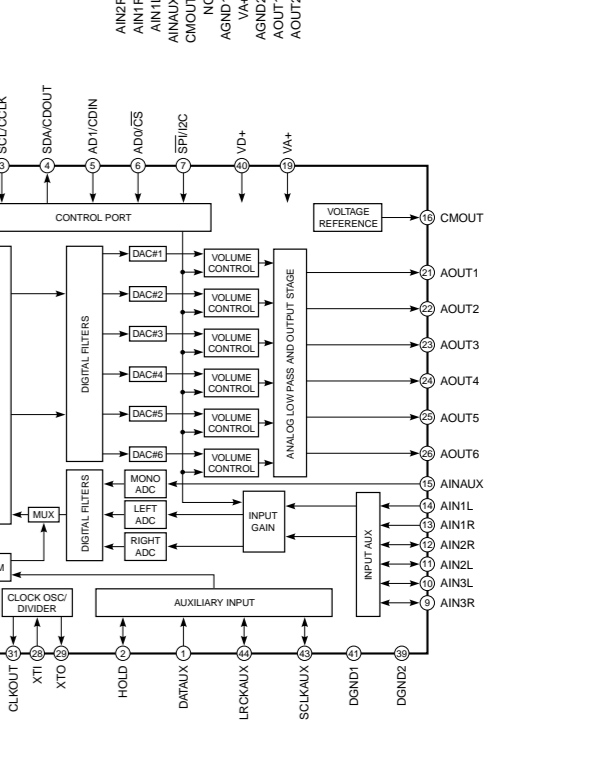 AIN2R
AIN1R
AIN1L
AINAUX
CMOUT
NC
AGND1
VA+
AGND2
AOUT1
AOUT2
SCL/CCLK
SDA/CDOUT
AD1/CDIN
AD0/CS
SPI/I2C
VD+
VA+
3
4
5
6
7
40
19
CONTROL PORT
VOLTAGE
REFERENCE
16 CMOUT
DIGITAL FILTERS
DAC#1
VOLUME
CONTROL
21 AOUT1
DAC#2
VOLUME
CONTROL
22 AOUT2
DAC#3
VOLUME
CONTROL
23 AOUT3
DAC#4
VOLUME
CONTROL
24 AOUT4
DAC#5
VOLUME
CONTROL
25 AOUT5
DAC#6
VOLUME
CONTROL
26 AOUT6
ANALOG LOW PASS AND OUTPUT STAGE
DIGITAL FILTERS
MUX
MONO
ADC
LEFT
ADC
RIGHT
ADC
INPUT
GAIN
INPUT AUX
15 AINAUX
14 AIN1L
13 AIN1R
12 AIN2R
11 AIN2L
10 AIN3L
9 AIN3R
M
CLOCK OSC/
DIVIDER
AUXILIARY INPUT
31
28
29
2
1
44
43
41
39
CLKOUT
XTI
XTO
HOLD
DATAUX
LRCKAUX
SCLKAUX
DGND1
DGND2